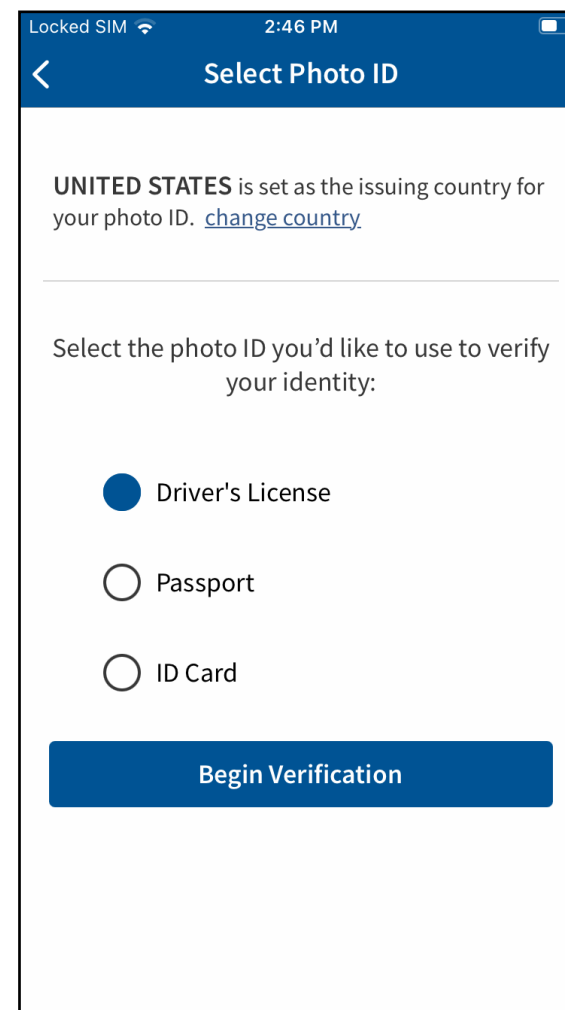 Locked SIM 2:46 PM
Select Photo ID
UNITED STATES is set as the issuing country for
your photo ID. change country
Select the photo ID you’d like to use to verify
your identity:
Driver's License
Passport
ID Card
Begin Verification